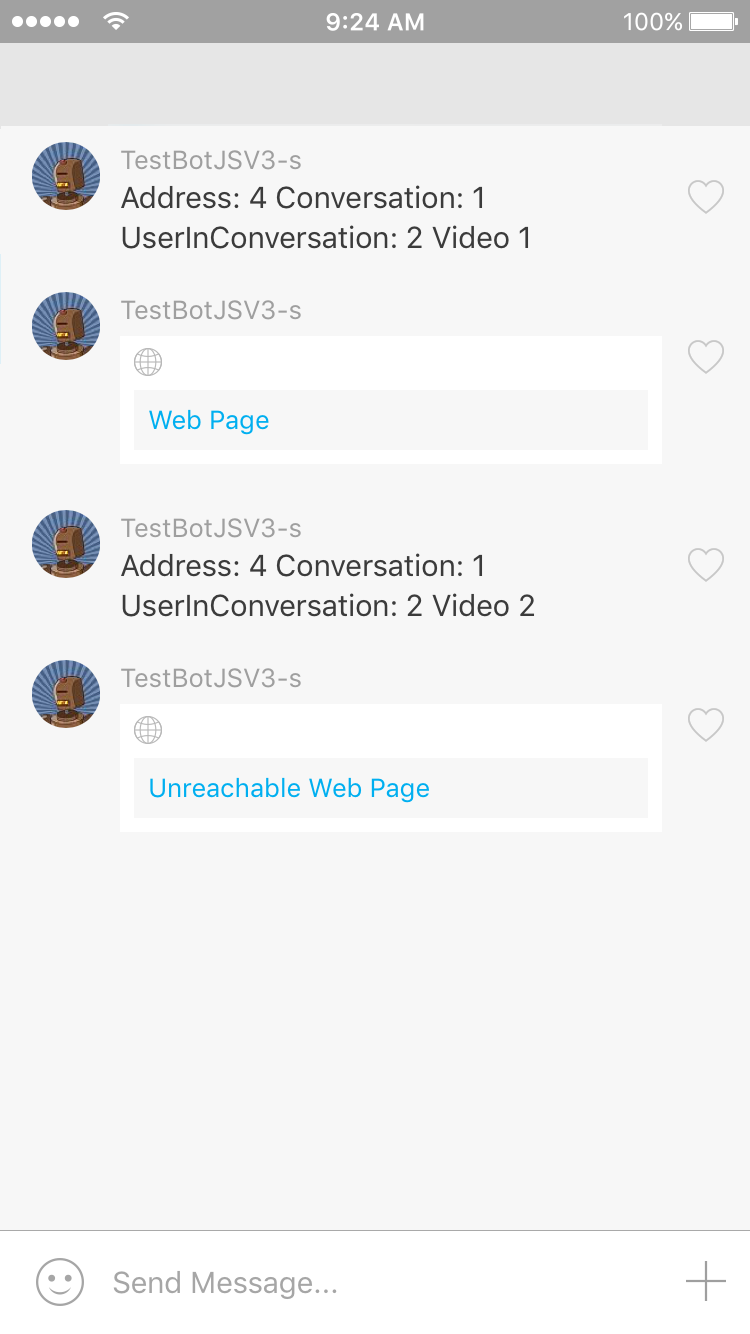 9:24 AM 100%
TestBotJSV3-s
Address: 4 Conversation: 1
UserInConversation: 2 Video 1
TestBotJSV3-s
Web Page
TestBotJSV3-s
Address: 4 Conversation: 1
UserInConversation: 2 Video 2
TestBotJSV3-s
Unreachable Web Page
Send Message...